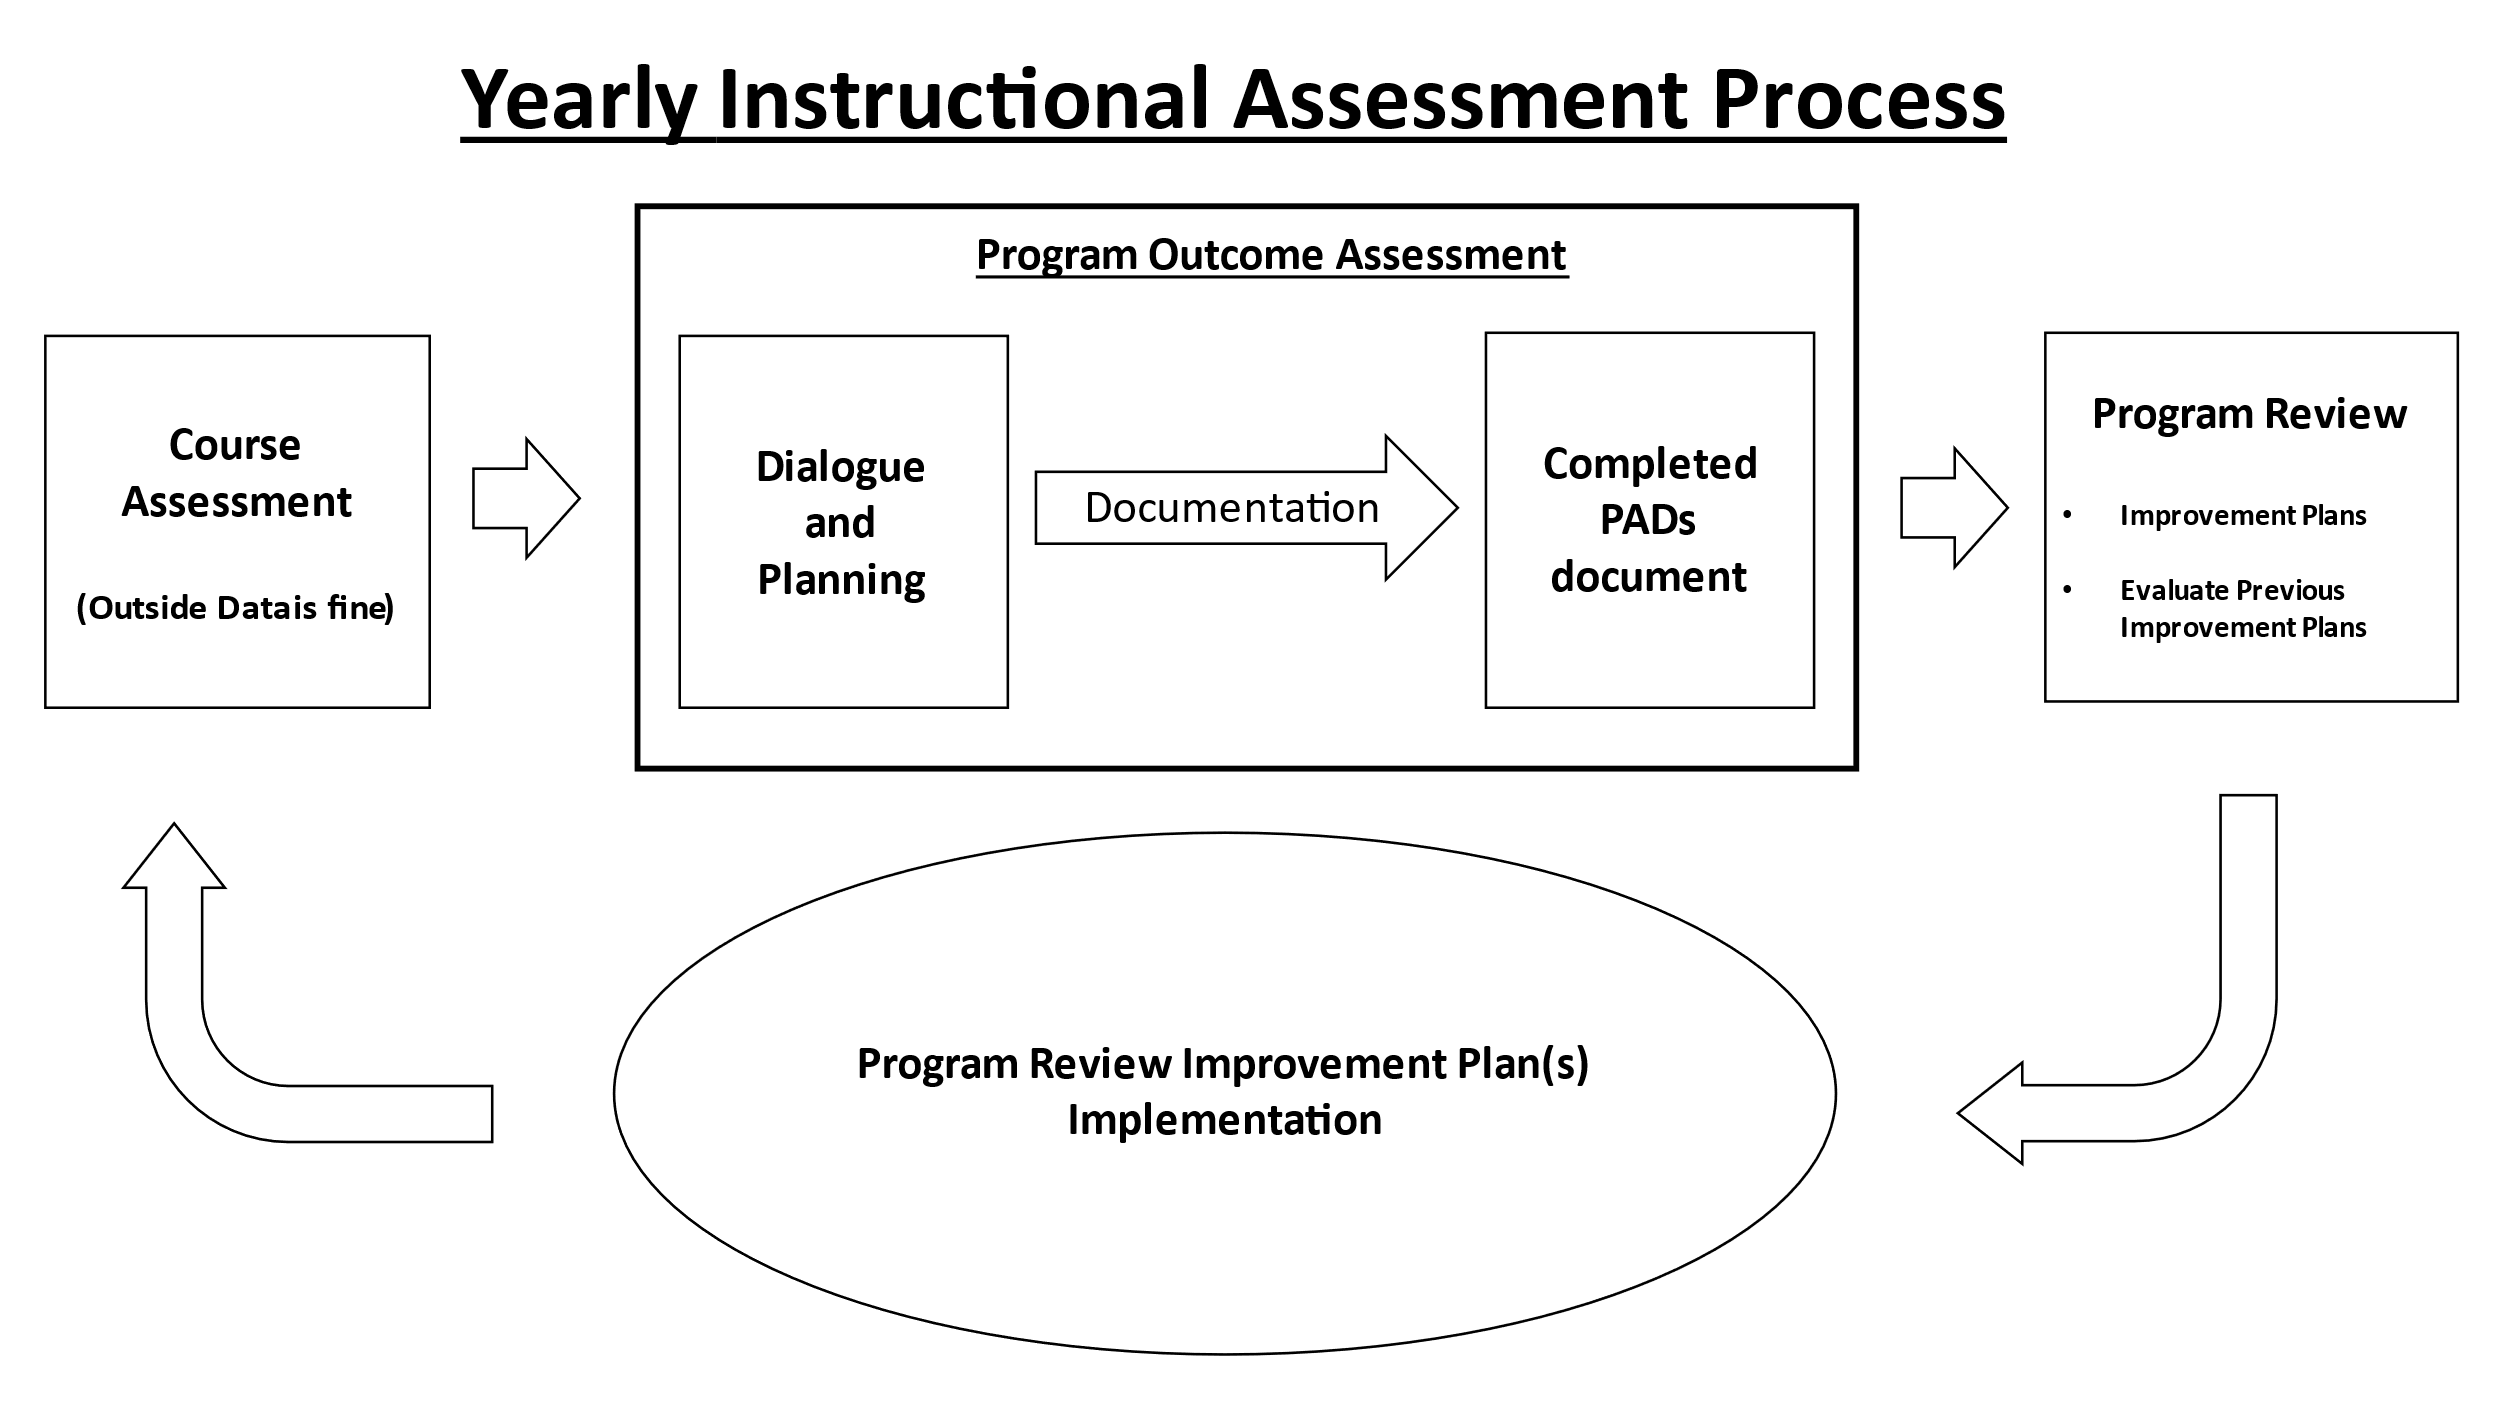 Yearly Instructional Assessment Process
Program Outcome Assessment
Course
Assessment
(Outside Datais fine)
Dialogue
and
Planning
Documentation
Completed
PADs
document
Program Review
• Improvement Plans
• Evaluate Previous
Improvement Plans
Program Review Improvement Plan(s)
Implementation